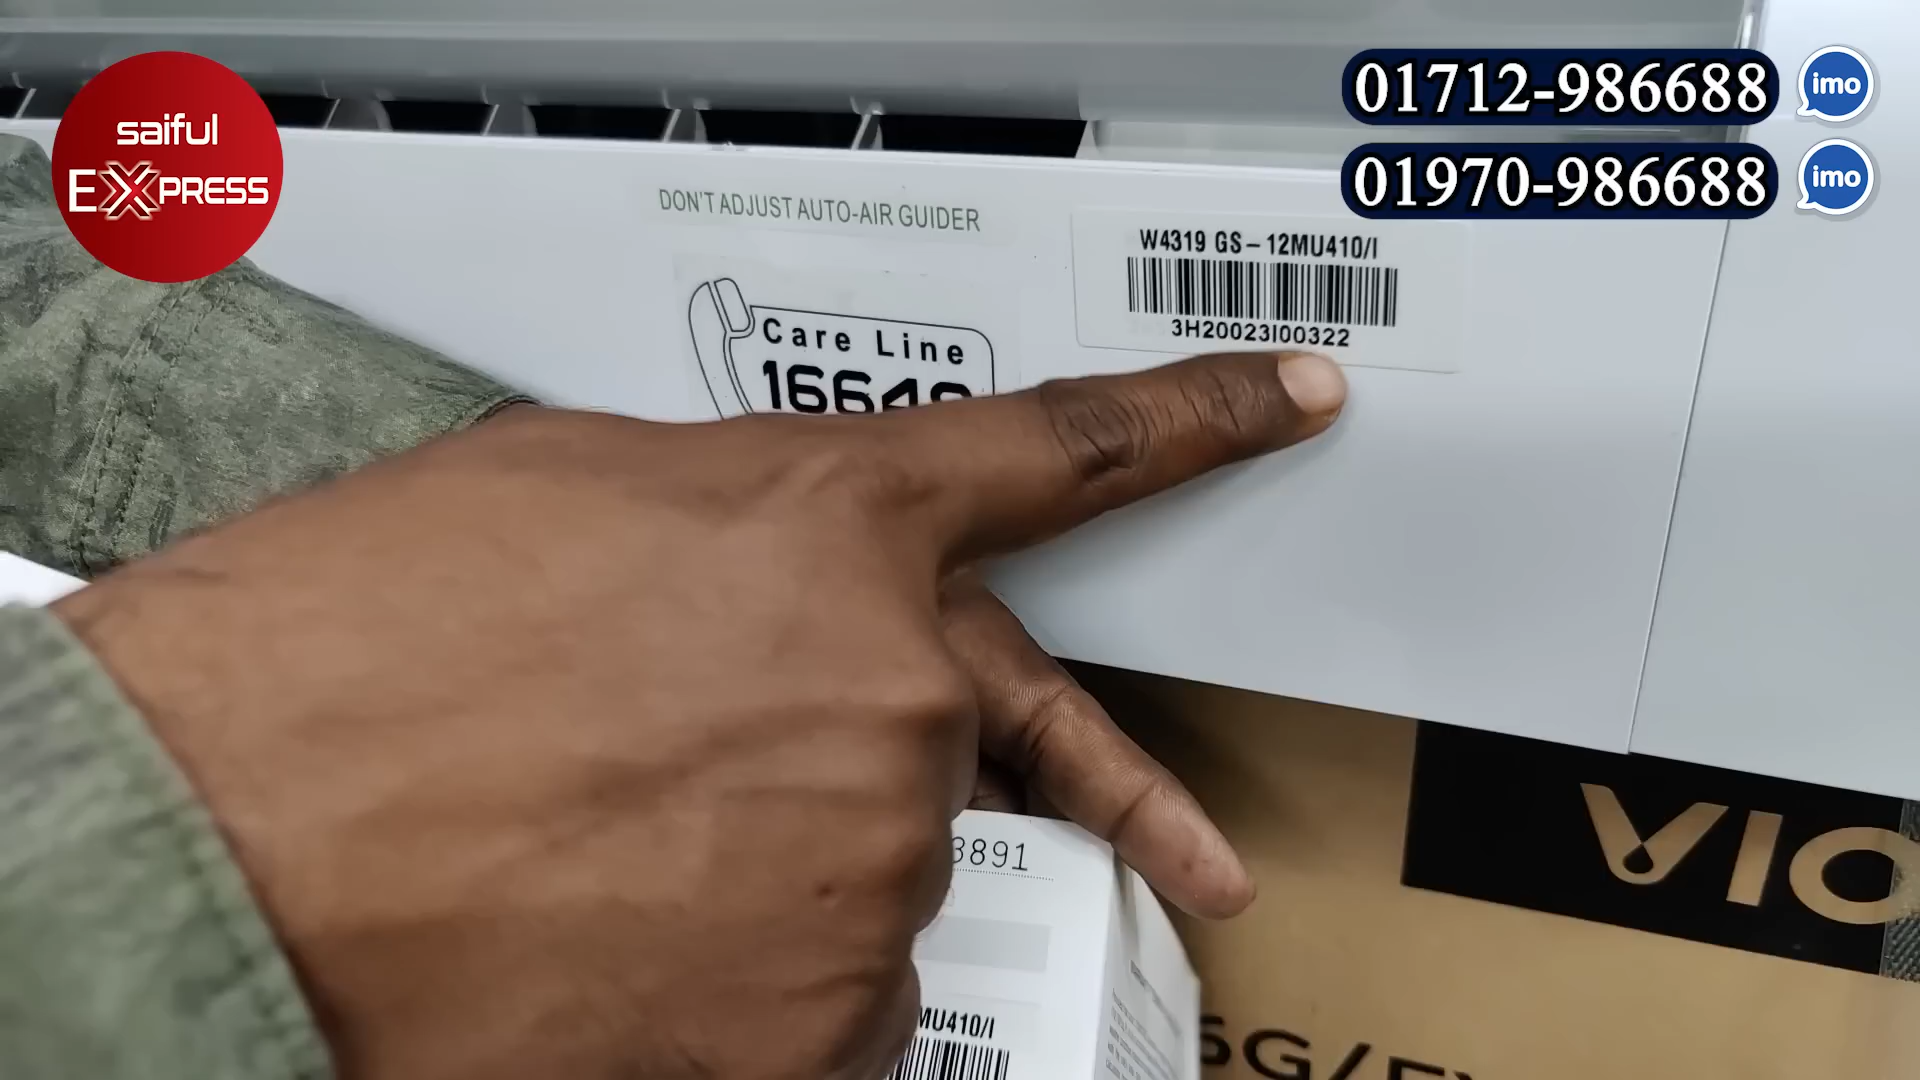 saiful
EXPRESS
01712-986688
imo
01970-986688
imo
DON'T ADJUST AUTO-AIR GUIDER
W4319 GS-12MU410/I
3H20023I00322
Care Line
3891
MU410/I